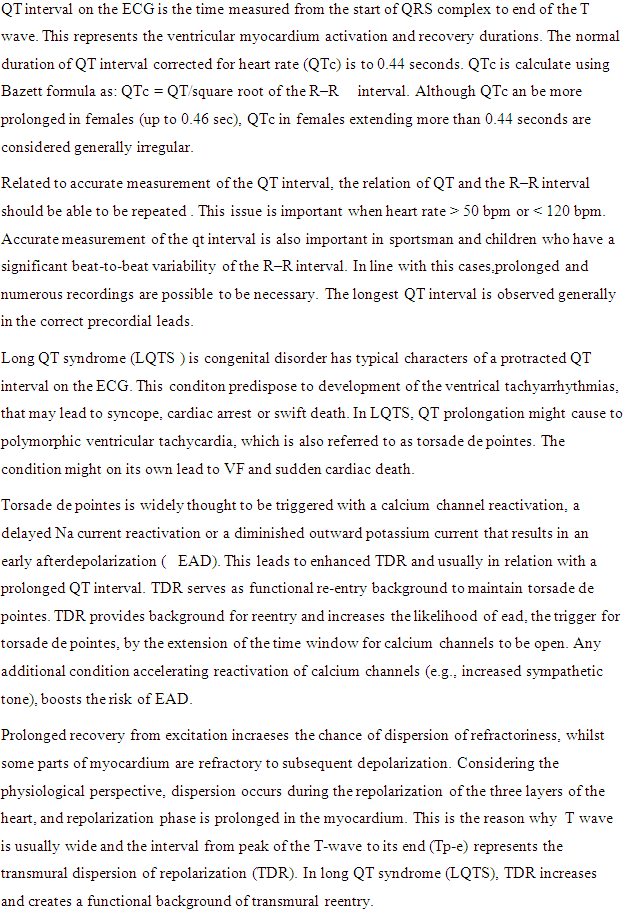 QT interval on the ECG is the time measured from the start of QRS complex to end of the T
wave. This represents the ventricular myocardium activation and recovery durations. The normal
duration of QT interval corrected for heart rate (QTc) is to 0.44 seconds. QTc is calculate using
Bazett formula as: QTc = QT/square root of the R–R interval. Although QTc an be more
prolonged in females (up to 0.46 sec), QTc in females extending more than 0.44 seconds are
considered generally irregular.
Related to accurate measurement of the QT interval, the relation of QT and the R–R interval
should be able to be repeated . This issue is important when heart rate > 50 bpm or < 120 bpm.
Accurate measurement of the qt interval is also important in sportsman and children who have a
significant beat-to-beat variability of the R–R interval. In line with this cases,prolonged and
numerous recordings are possible to be necessary. The longest QT interval is observed generally
in the correct precordial leads.
Long QT syndrome (LQTS ) is congenital disorder has typical characters of a protracted QT
interval on the ECG. This conditon predispose to development of the ventrical tachyarrhythmias,
that may lead to syncope, cardiac arrest or swift death. In LQTS, QT prolongation might cause to
polymorphic ventricular tachycardia, which is also referred to as torsade de pointes. The
condition might on its own lead to VF and sudden cardiac death.
Torsade de pointes is widely thought to be triggered with a calcium channel reactivation, a
delayed Na current reactivation or a diminished outward potassium current that results in an
early afterdepolarization ( EAD). This leads to enhanced TDR and usually in relation with a
prolonged QT interval. TDR serves as functional re-entry background to maintain torsade de
pointes. TDR provides background for reentry and increases the likelihood of ead, the trigger for
torsade de pointes, by the extension of the time window for calcium channels to be open. Any
additional condition accelerating reactivation of calcium channels (e.g., increased sympathetic
tone), boosts the risk of EAD.
Prolonged recovery from excitation incraeses the chance of dispersion of refractoriness, whilst
some parts of myocardium are refractory to subsequent depolarization. Considering the
physiological perspective, dispersion occurs during the repolarization of the three layers of the
heart, and repolarization phase is prolonged in the myocardium. This is the reason why T wave
is usually wide and the interval from peak of the T-wave to its end (Tp-e) represents the
transmural dispersion of repolarization (TDR). In long QT syndrome (LQTS), TDR increases
and creates a functional background of transmural reentry.